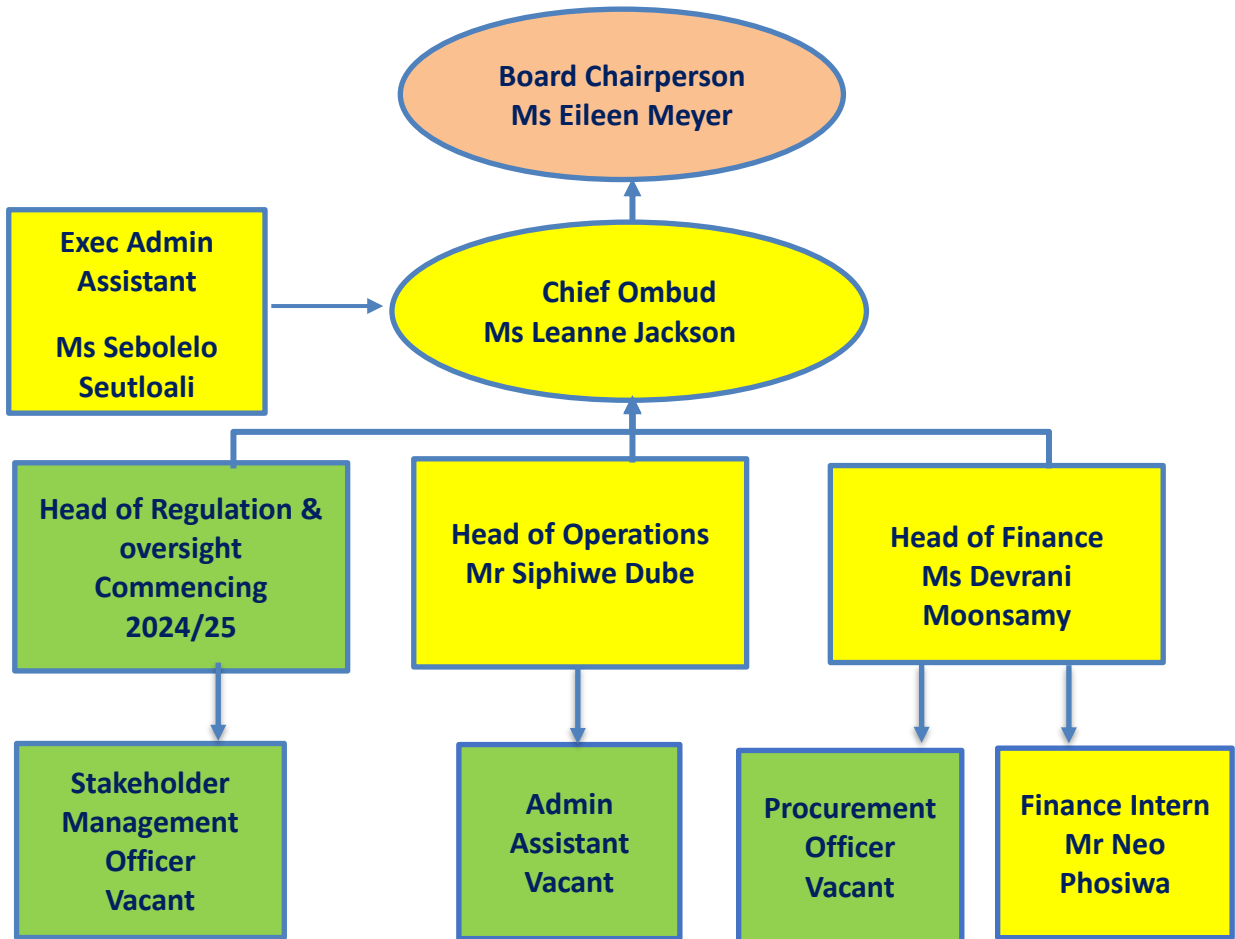 Board Chairperson
Ms Eileen Meyer
Exec Admin
Assistant
Ms Sebolelo
Seutloali
Chief Ombud
Ms Leanne Jackson
Head of Regulation &
oversight
Commencing
2024/25
Head of Operations
Mr Siphiwe Dube
Head of Finance
Ms Devrani
Moonsamy
Stakeholder
Management
Officer
Vacant
Admin
Assistant
Vacant
Procurement
Officer
Vacant
Finance Intern
Mr Neo
Phosiwa